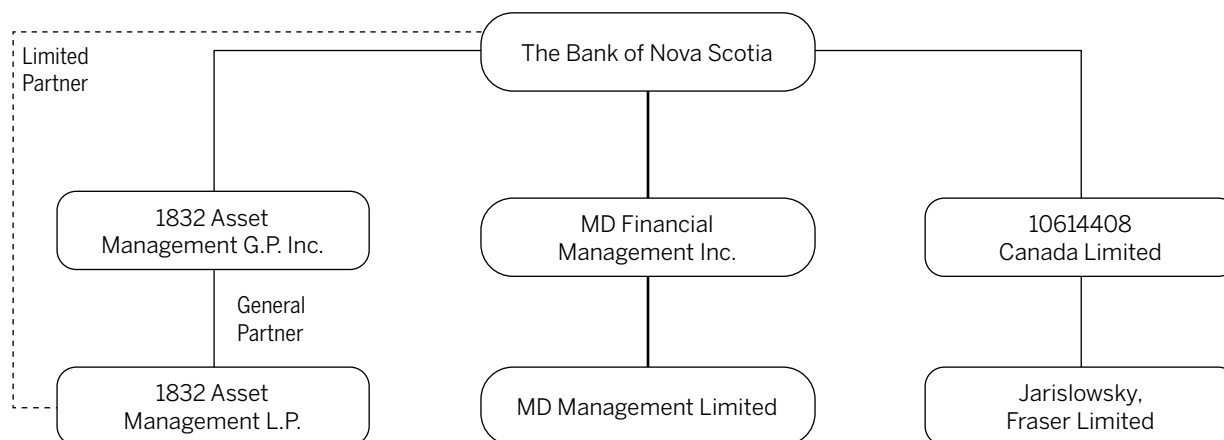 Limited
Partner
The Bank of Nova Scotia
1832 Asset
Management G.P. Inc.
MD Financial
Management Inc.
10614408
Canada Limited
General
Partner
1832 Asset
Management L.P.
MD Management Limited
Jarislowsky,
Fraser Limited